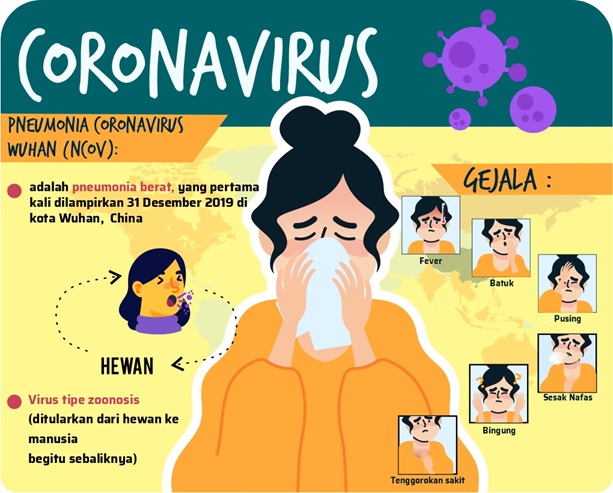 CORONAVIRUS
PNEUMONIA CORONAVIRUS
WUHAN (NCOV):
adalah pneumonia berat, yang pertama
kali dilampirkan 31 Desember 2019 di
kota Wuhan, China
HEWAN
Virus tipe zoonosis
(ditularkan dari hewan ke
manusia
begitu sebaliknya)
GEJALA :
Fever
Batuk
Pusing
Sesak Nafas
Bingung
Tenggorokan sakit